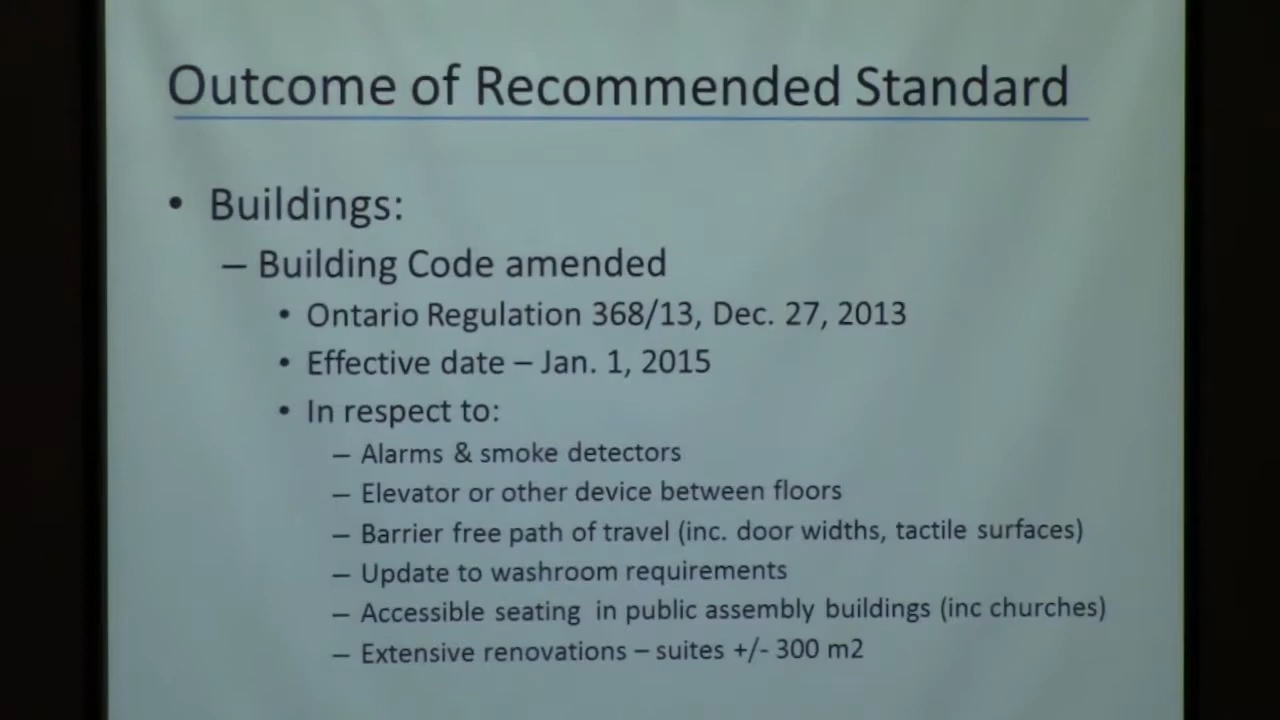 Outcome of Recommended Standard
• Buildings:
– Building Code amended
• Ontario Regulation 368/13, Dec. 27, 2013
• Effective date – Jan. 1, 2015
• In respect to:
– Alarms & smoke detectors
– Elevator or other device between floors
– Barrier free path of travel (inc. door widths, tactile surfaces)
– Update to washroom requirements
– Accessible seating in public assembly buildings (inc churches)
– Extensive renovations – suites +/- 300 m2